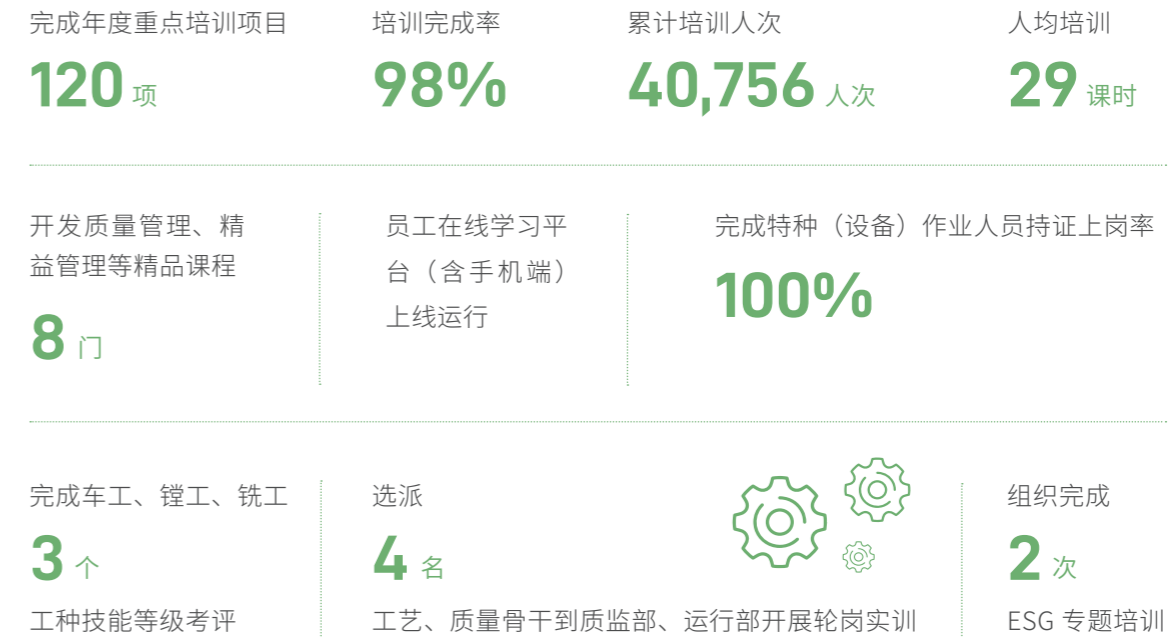 完成年度重点培训项目
120 项
培训完成率
98%
累计培训人次
40,756 人次
人均培训
29 课时
开发质量管理、精
益管理等精品课程
8 门
员工在线学习平
台（含手机端）
上线运行
完成特种（设备）作业人员持证上岗率
100%
完成车工、镗工、铣工
3 个
工种技能等级考评
选派
4 名
工艺、质量骨干到质监部、运行部开展轮岗实训
组织完成
2 次
ESG 专题培训